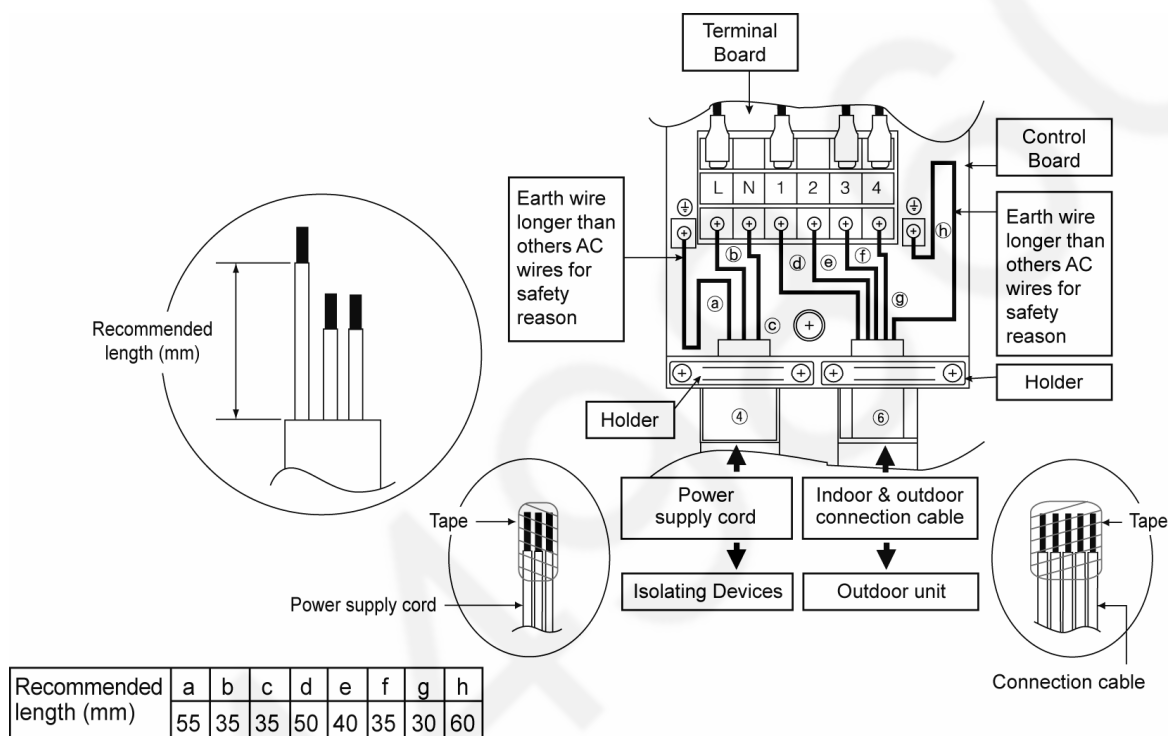 Terminal
Board
Control
Board
L N 1 2 3 4
Earth wire
longer than
others AC
wires for
safety
reason
Earth wire
longer than
others AC
wires for
safety
reason
ⓐ
ⓑ
ⓒ
ⓓ
ⓔ
ⓕ
ⓖ
ⓗ
Recommended
length (mm)
Holder
Holder
④
⑥
Power
supply cord
Indoor & outdoor
connection cable
Isolating Devices
Outdoor unit
Tape
Power supply cord
Tape
Connection cable
Recommended a b c d e f g h
length (mm) 55 35 35 50 40 35 30 60